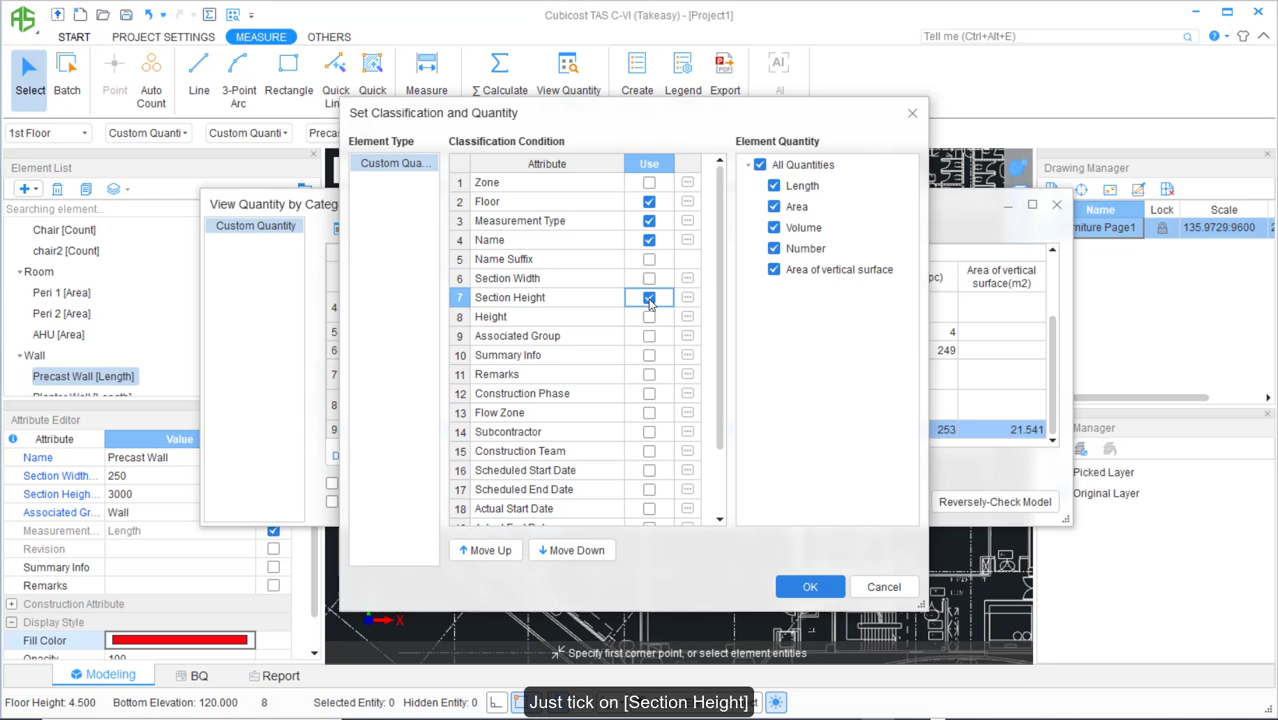 Cubicost TAS C-VI (Takeasy) - [Project1]
START PROJECT SETTINGS MEASURE OTHERS
Tell me (Ctrl+Alt+E)
Select Batch Point Auto Count Line 3-Point Arc Rectangle Quick Quick Measure Σ Calculate View Quantity Create Legend Export AI
1st Floor Custom Quanti Custom Quanti
Set Classification and Quantity
Element List
Searching element...
Chair [Count]
chair2 [Count]
Room
Peri 1 [Area]
Peri 2 [Area]
AHU [Area]
Wall
Precast Wall [Length]
Attribute Editor
Attribute Value
Name Precast Wall
Section Width... 250
Section Heigh... 3000
Associated Gr... Wall
Measurement... Length
Revision
Summary Info
Remarks
Construction Attribute
Display Style
Fill Color
Opacity 100
View Quantity by Categ
Custom Quantity
Element Type
Custom Qua...
Classification Condition
Attribute Use
1 Zone
2 Floor
3 Measurement Type
4 Name
5 Name Suffix
6 Section Width
7 Section Height
8 Height
9 Associated Group
10 Summary Info
11 Remarks
12 Construction Phase
13 Flow Zone
14 Subcontractor
15 Construction Team
16 Scheduled Start Date
17 Scheduled End Date
18 Actual Start Date
Move Up Move Down
Element Quantity
All Quantities
Length
Area
Volume
Number
Area of vertical surface
OK Cancel
4
5
6
7
8
9
pc) Area of vertical surface(m2)
4
249
253 21.541
Reversely-Check Model
Drawing Manager
Name Lock Scale
rniture Page1 135.9729:9600
Manager
Picked Layer
Original Layer
X
Specify first corner point, or select element entities
Modeling BQ Report
Floor Height: 4.500 Bottom Elevation: 120.000 8 Selected Entity: 0 Hidden Entity: 0
Just tick on [Section Height]